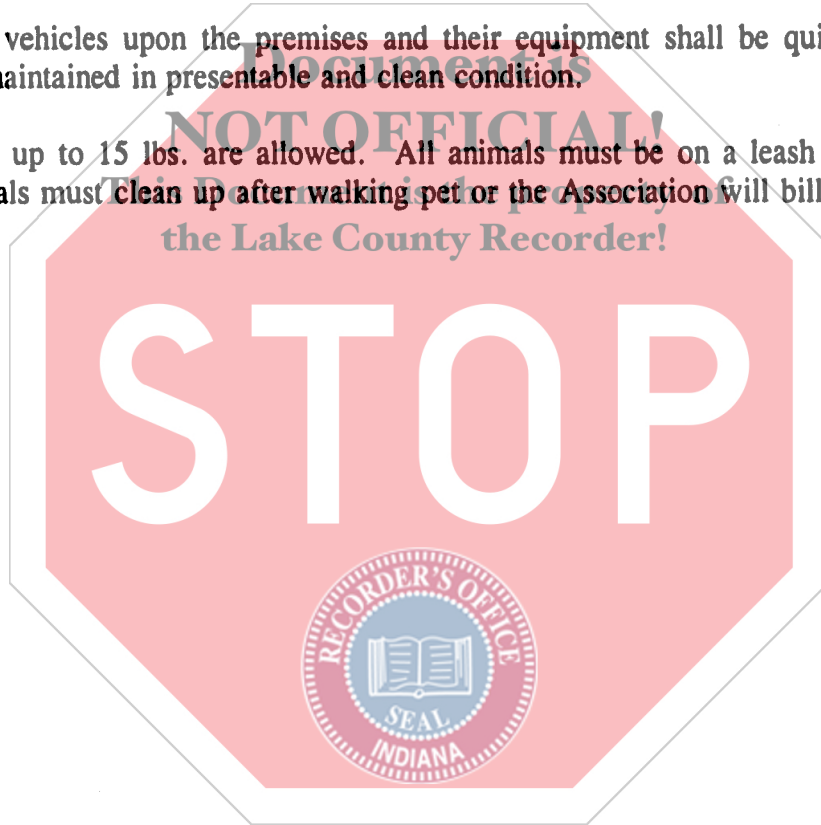 vehicles upon the premises and their equipment shall be qui
naintained in presentable and clean condition.
Document is
NOT OFFICIAL!
up to 15 lbs. are allowed. All animals must be on a leash
als must clean up after walking pet or the Association will bill
This Document is the property of
the Lake County Recorder!
STOP
RECORDER'S OFFICE
SEAL
INDIANA